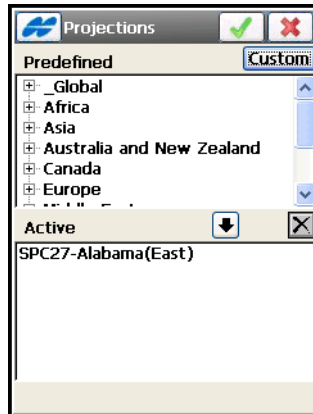 Projections
Predefined
Custom
_Global
Africa
Asia
Australia and New Zealand
Canada
Europe
Active
SPC27-Alabama(East)